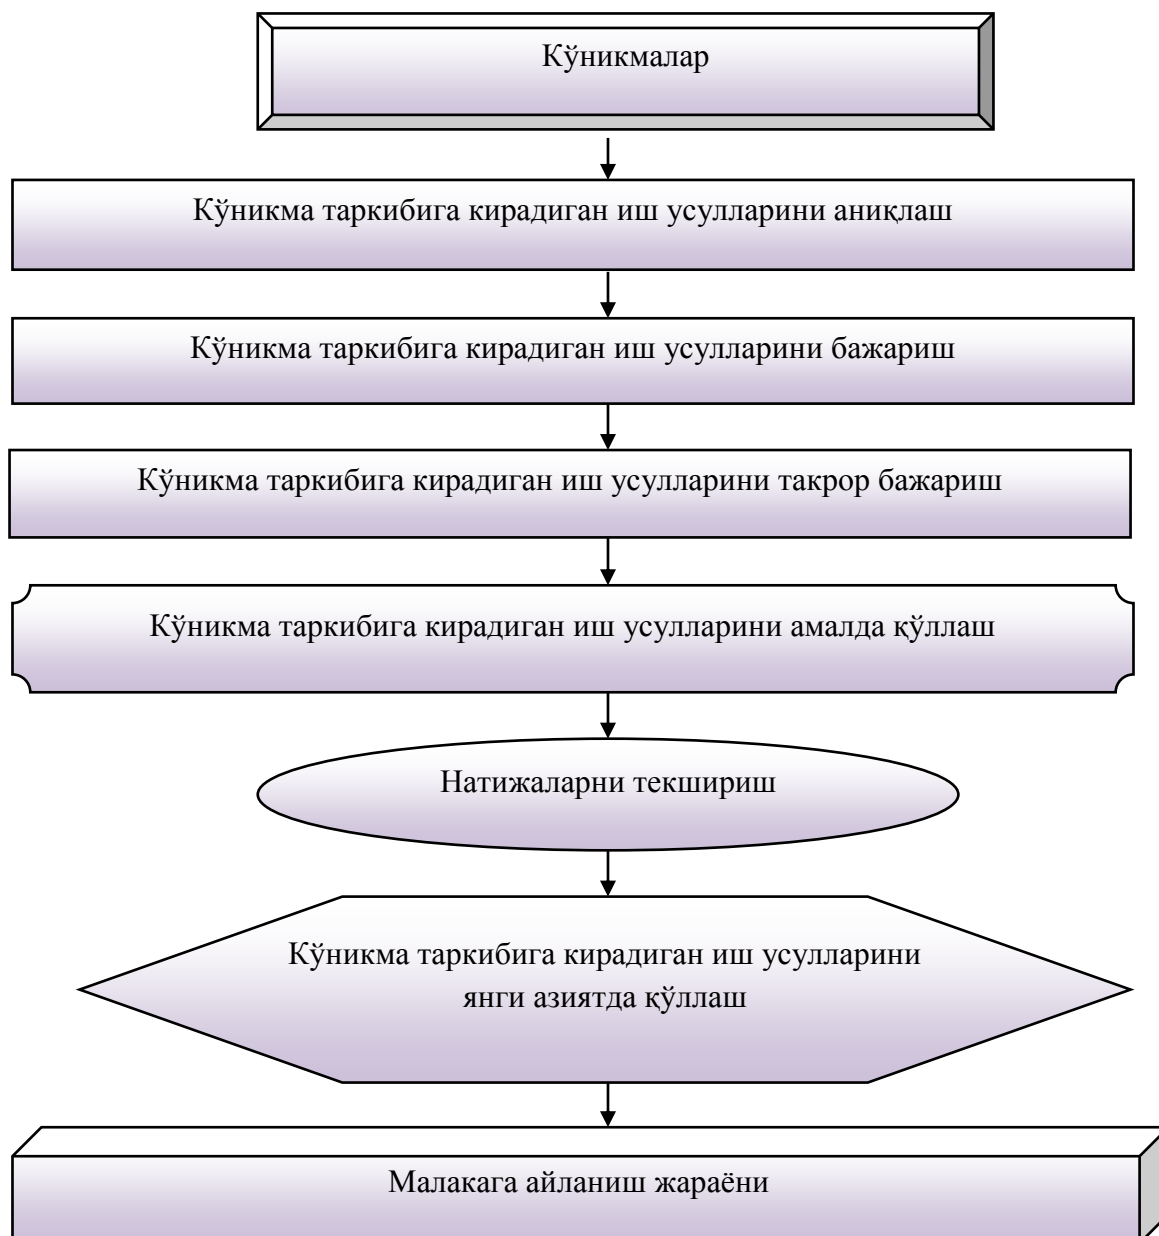 Кўникмалар
Кўникма таркибига кирадиган иш усулларини аниқлаш
Кўникма таркибига кирадиган иш усулларини бажариш
Кўникма таркибига кирадиган иш усулларини такрор бажариш
Кўникма таркибига кирадиган иш усулларини амалда қўллаш
Натижаларни текшириш
Кўникма таркибига кирадиган иш усулларини
янги азиятда қўллаш
Малакага айланиш жараёни